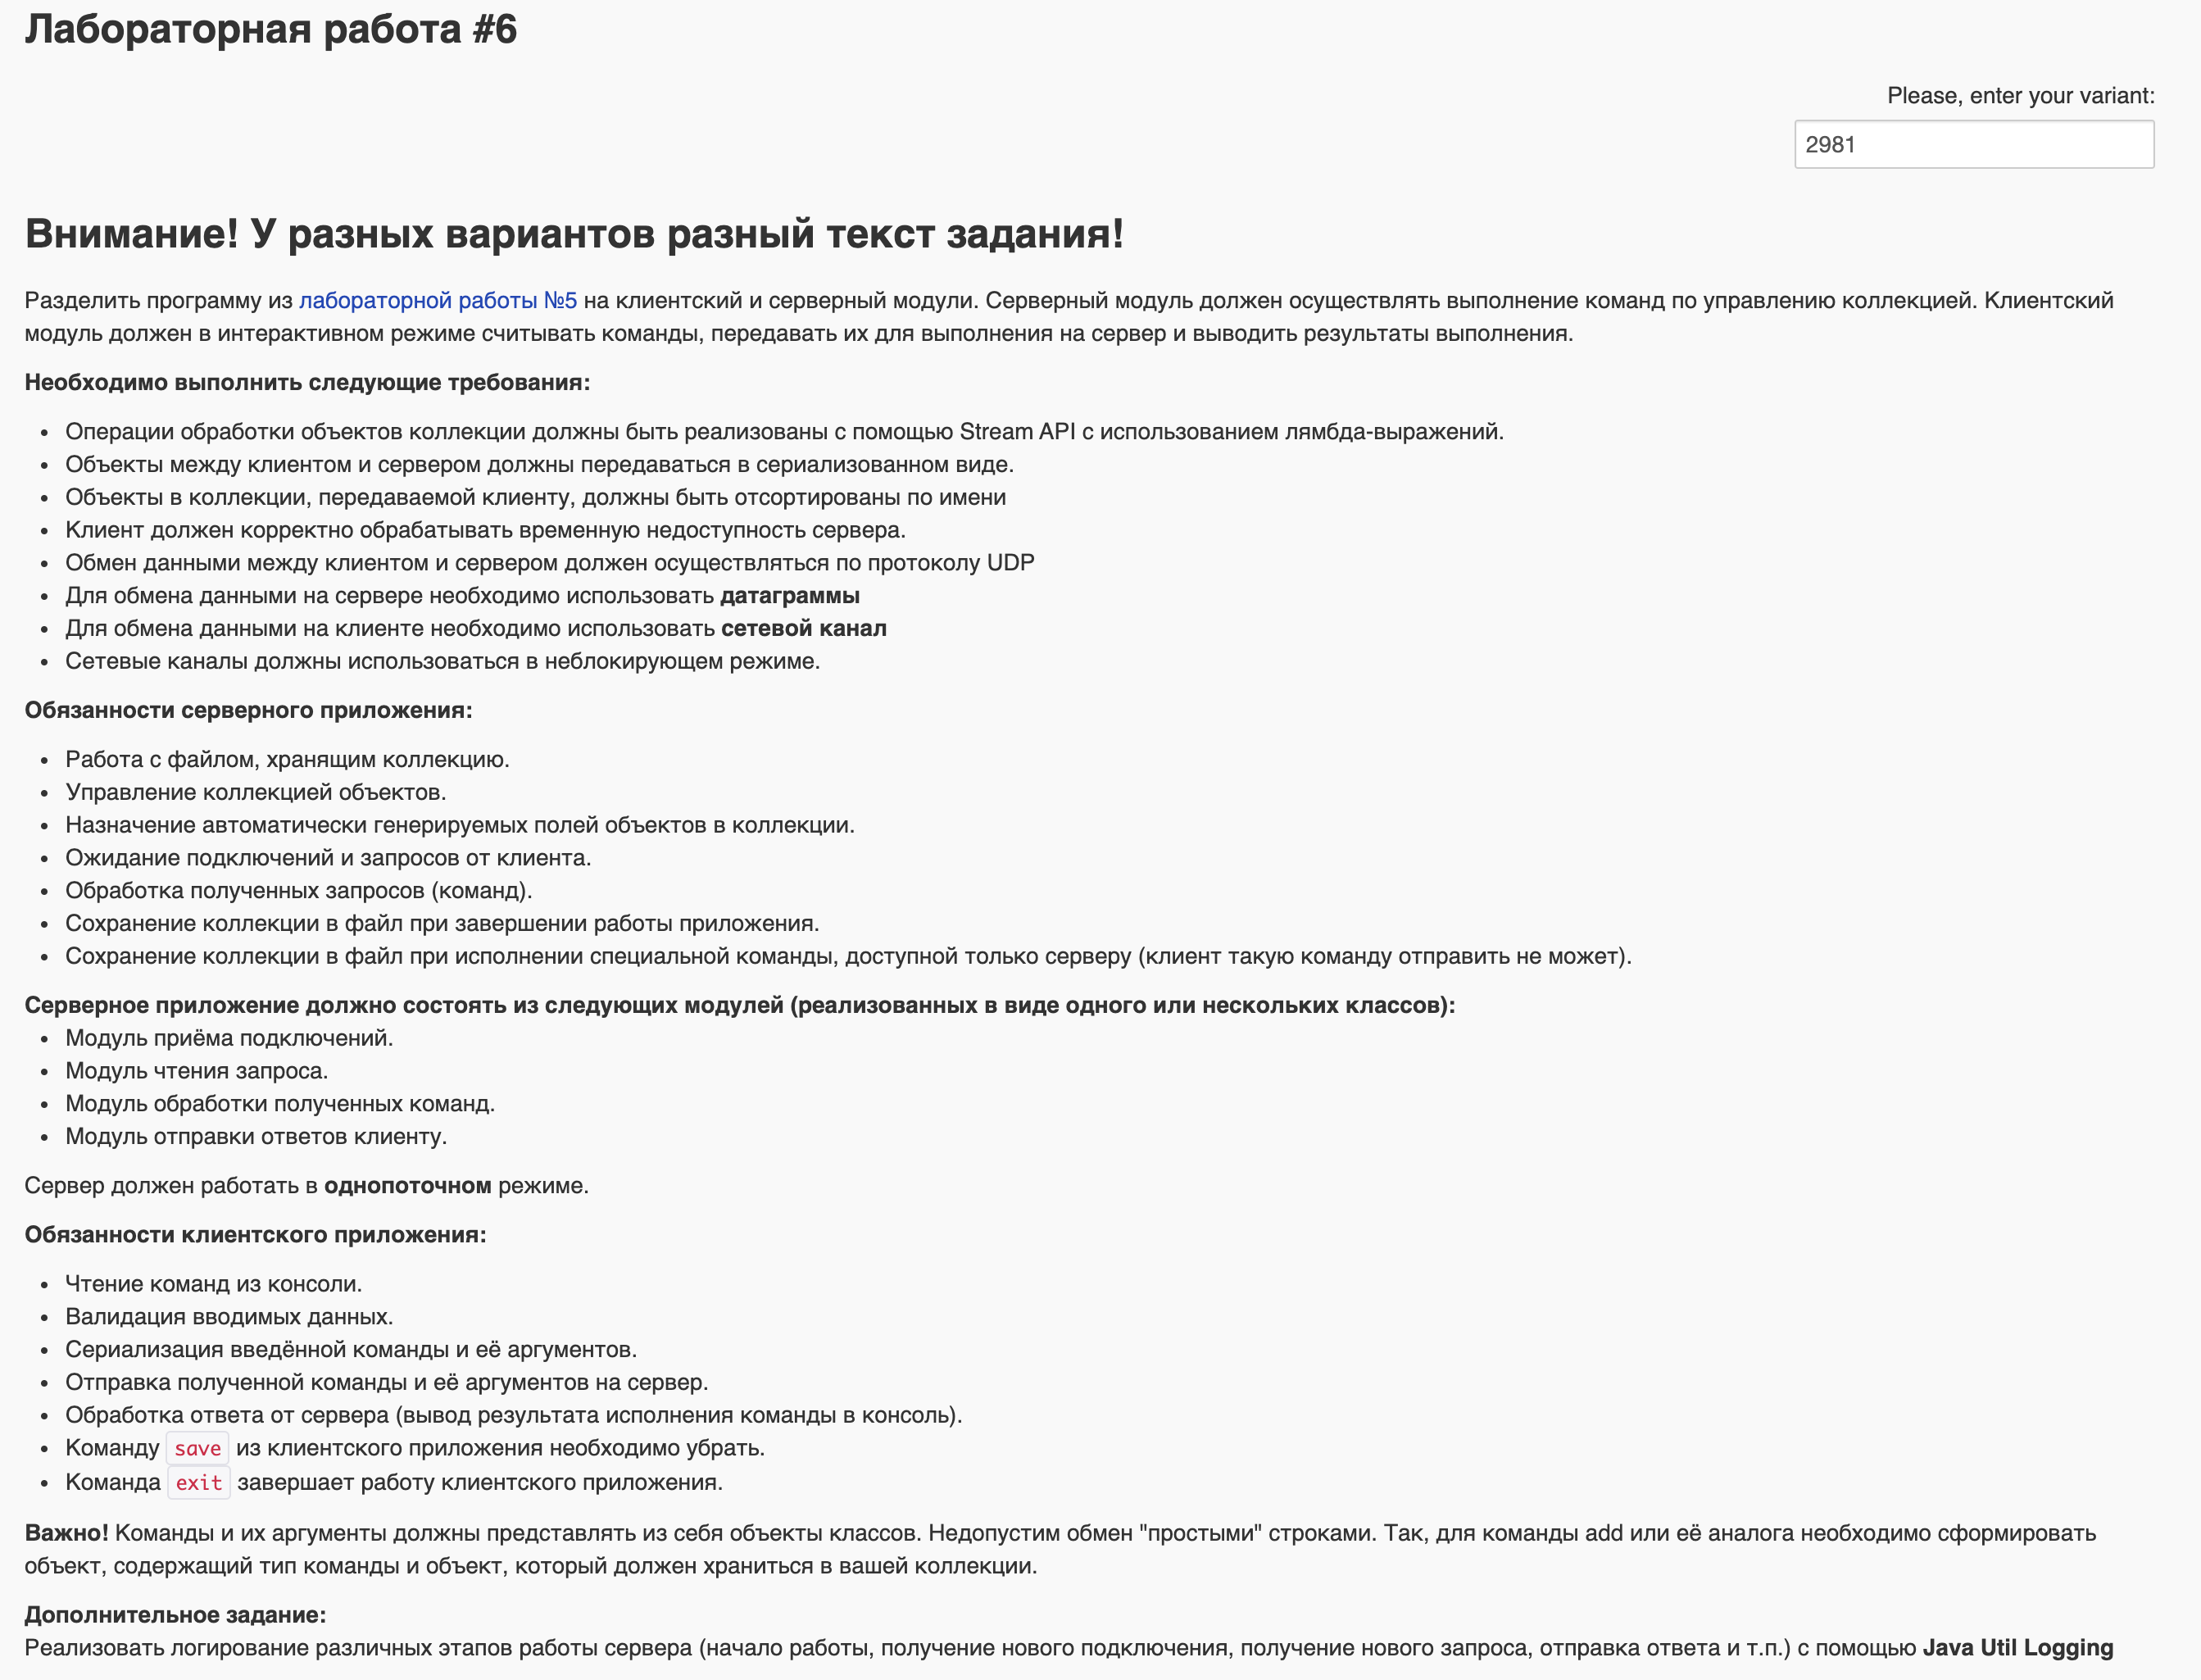 Лабораторная работа #6
Please, enter your variant:
2981
Внимание! У разных вариантов разный текст задания!
Разделить программу из лабораторной работы №5 на клиентский и серверный модули. Серверный модуль должен осуществлять выполнение команд по управлению коллекцией. Клиентский
модуль должен в интерактивном режиме считывать команды, передавать их для выполнения на сервер и выводить результаты выполнения.
Необходимо выполнить следующие требования:
• Операции обработки объектов коллекции должны быть реализованы с помощью Stream API с использованием лямбда-выражений.
• Объекты между клиентом и сервером должны передаваться в сериализованном виде.
• Объекты в коллекции, передаваемой клиенту, должны быть отсортированы по имени
• Клиент должен корректно обрабатывать временную недоступность сервера.
• Обмен данными между клиентом и сервером должен осуществляться по протоколу UDP
• Для обмена данными на сервере необходимо использовать датаграммы
• Для обмена данными на клиенте необходимо использовать сетевой канал
• Сетевые каналы должны использоваться в неблокирующем режиме.
Обязанности серверного приложения:
• Работа с файлом, хранящим коллекцию.
• Управление коллекцией объектов.
• Назначение автоматически генерируемых полей объектов в коллекции.
• Ожидание подключений и запросов от клиента.
• Обработка полученных запросов (команд).
• Сохранение коллекции в файл при завершении работы приложения.
• Сохранение коллекции в файл при исполнении специальной команды, доступной только серверу (клиент такую команду отправить не может).
Серверное приложение должно состоять из следующих модулей (реализованных в виде одного или нескольких классов):
• Модуль приёма подключений.
• Модуль чтения запроса.
• Модуль обработки полученных команд.
• Модуль отправки ответов клиенту.
Сервер должен работать в однопоточном режиме.
Обязанности клиентского приложения:
• Чтение команд из консоли.
• Валидация вводимых данных.
• Сериализация введённой команды и её аргументов.
• Отправка полученной команды и её аргументов на сервер.
• Обработка ответа от сервера (вывод результата исполнения команды в консоль).
• Команду save из клиентского приложения необходимо убрать.
• Команда exit завершает работу клиентского приложения.
Важно! Команды и их аргументы должны представлять из себя объекты классов. Недопустим обмен "простыми" строками. Так, для команды add или её аналога необходимо сформировать
объект, содержащий тип команды и объект, который должен храниться в вашей коллекции.
Дополнительное задание:
Реализовать логирование различных этапов работы сервера (начало работы, получение нового подключения, получение нового запроса, отправка ответа и т.п.) с помощью Java Util Logging